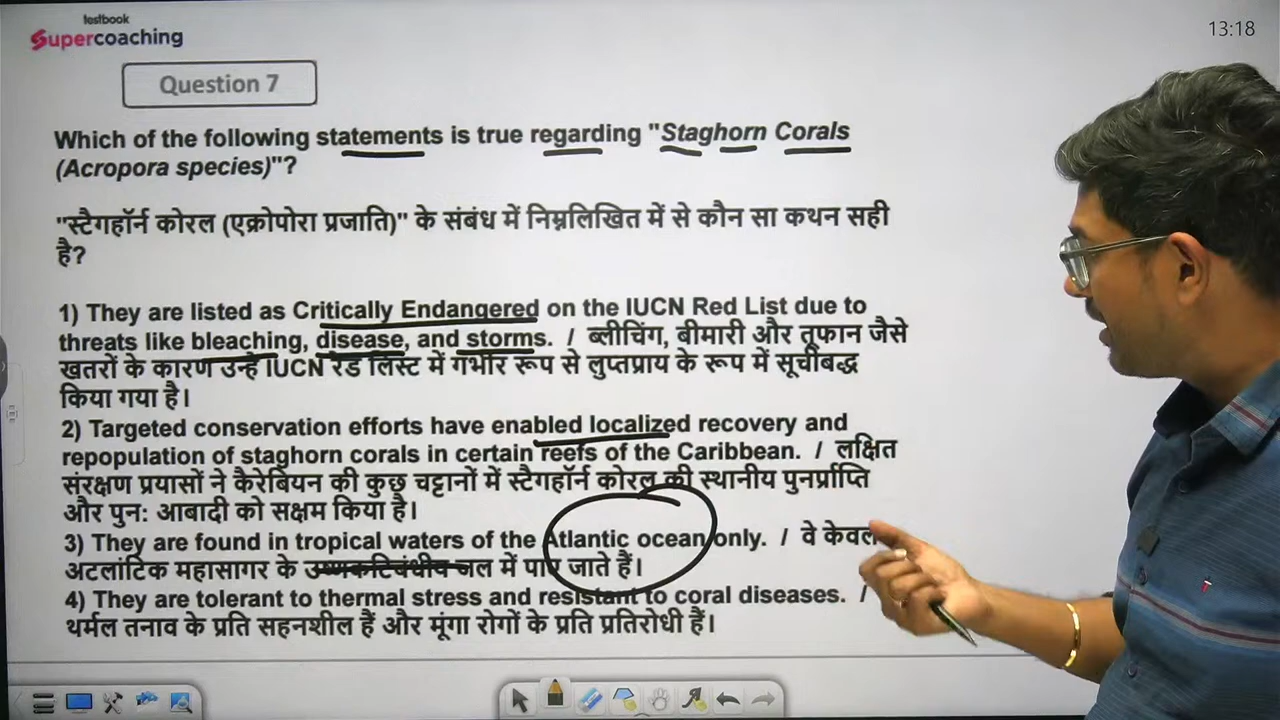 testbook
Supercoaching
13:18
Question 7
Which of the following statements is true regarding "Staghorn Corals
(Acropora species)"?
"स्टैगहॉर्न कोरल (एक्रोपोरा प्रजाति)" के संबंध में निम्नलिखित में से कौन सा कथन सही
है?
1) They are listed as Critically Endangered on the IUCN Red List due to
threats like bleaching, disease, and storms. / ब्लीचिंग, बीमारी और तूफान जैसे
खतरों के कारण उन्हें IUCN रेड लिस्ट में गंभीर रूप से लुप्तप्राय के रूप में सूचीबद्ध
किया गया है।
2) Targeted conservation efforts have enabled localized recovery and
repopulation of staghorn corals in certain reefs of the Caribbean. / लक्षित
संरक्षण प्रयासों ने कैरेबियन की कुछ चट्टानों में स्टैगहॉर्न कोरल की स्थानीय पुनर्प्राप्ति
और पुन: आबादी को सक्षम किया है।
3) They are found in tropical waters of the Atlantic ocean only. / वे केवल
अटलांटिक महासागर के उष्णकटिबंधीय जल में पाए जाते हैं।
4) They are tolerant to thermal stress and resistant to coral diseases. /
थर्मल तनाव के प्रति सहनशील हैं और मूंगा रोगों के प्रति प्रतिरोधी हैं।